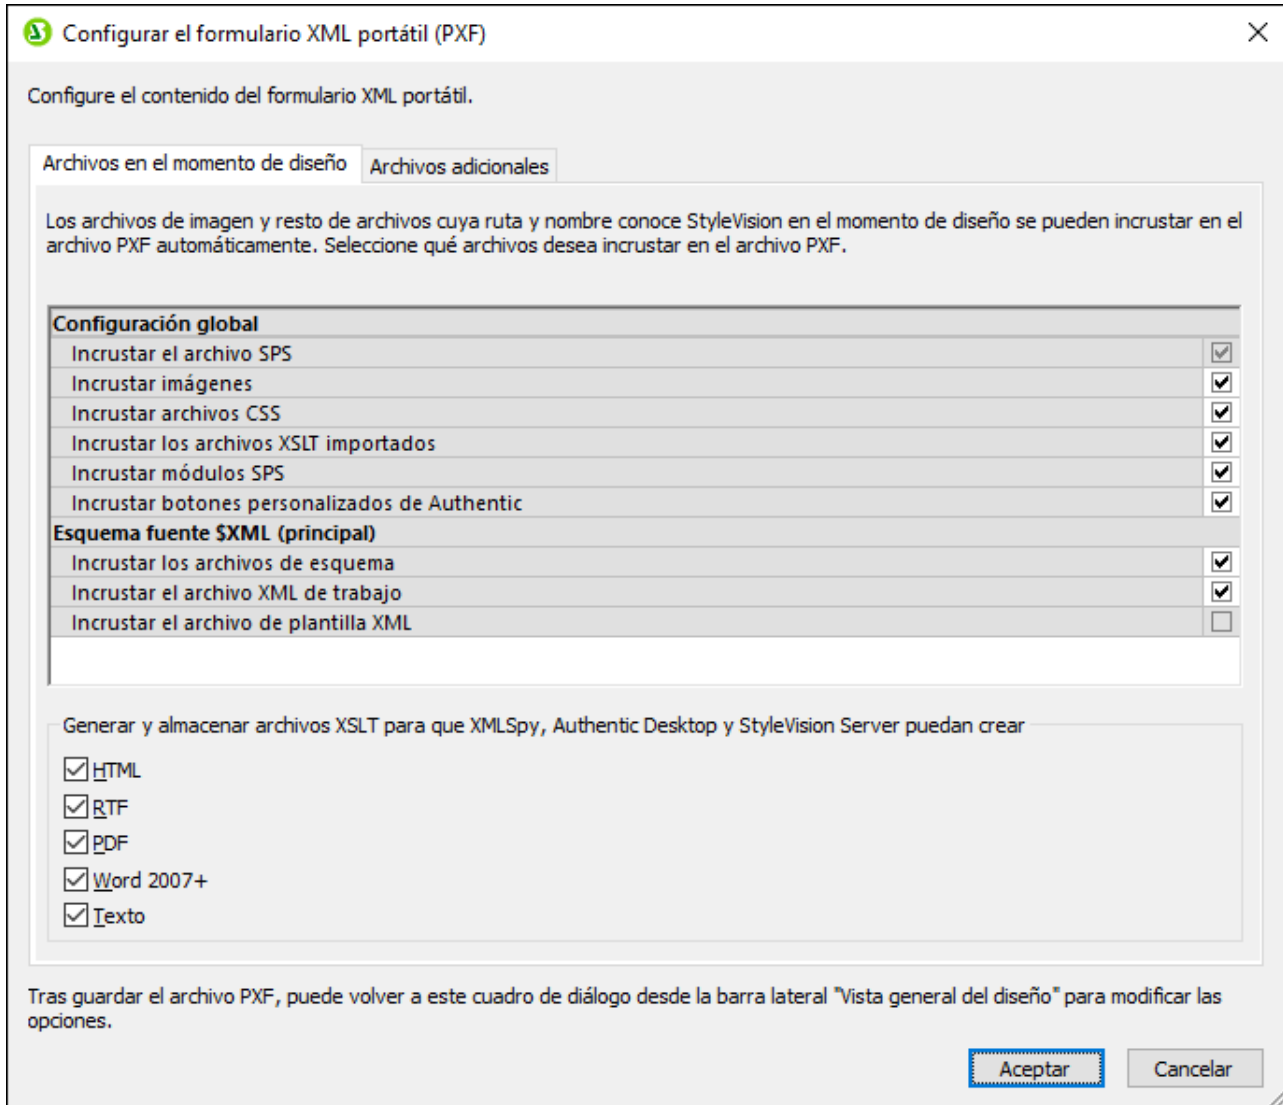 Configurar el formulario XML portátil (PXF)
Configure el contenido del formulario XML portátil.
Archivos en el momento de diseño
Archivos adicionales
Los archivos de imagen y resto de archivos cuya ruta y nombre conoce StyleVision en el momento de diseño se pueden incrustar en el
archivo PXF automáticamente. Seleccione qué archivos desea incrustar en el archivo PXF.
Configuración global
Incrustar el archivo SPS
Incrustar imágenes
Incrustar archivos CSS
Incrustar los archivos XSLT importados
Incrustar módulos SPS
Incrustar botones personalizados de Authentic
Esquema fuente $XML (principal)
Incrustar los archivos de esquema
Incrustar el archivo XML de trabajo
Incrustar el archivo de plantilla XML
Generar y almacenar archivos XSLT para que XMLSpy, Authentic Desktop y StyleVision Server puedan crear
HTML
RTF
PDF
Word 2007+
Texto
Tras guardar el archivo PXF, puede volver a este cuadro de diálogo desde la barra lateral "Vista general del diseño" para modificar las
opciones.
Aceptar
Cancelar